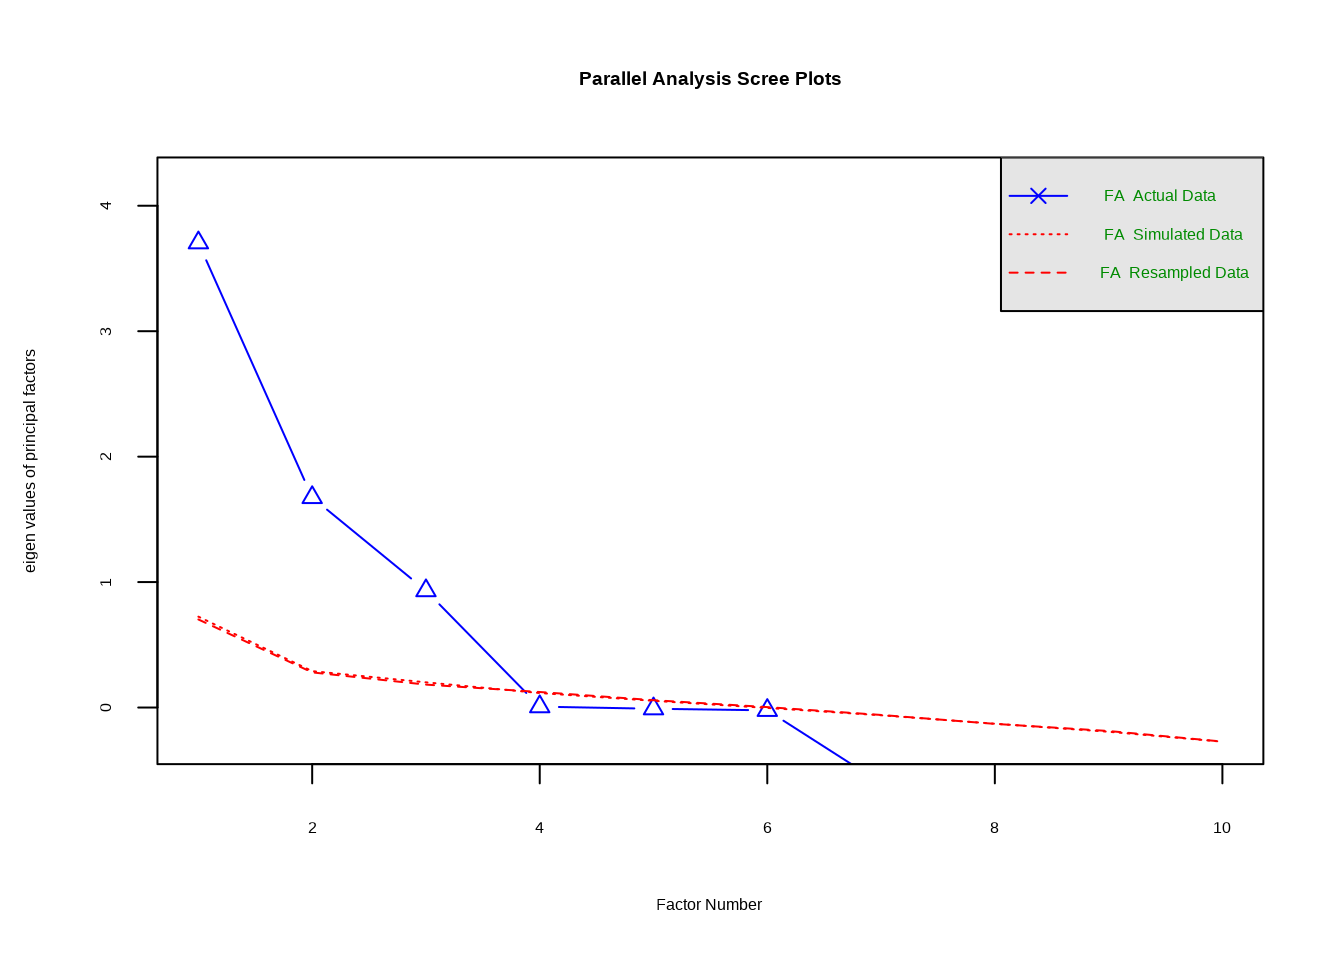 Parallel Analysis Scree Plots
FA  Actual Data
FA  Simulated Data
FA  Resampled Data
eigen values of principal factors
4
3
2
1
0
2
4
6
8
10
Factor Number